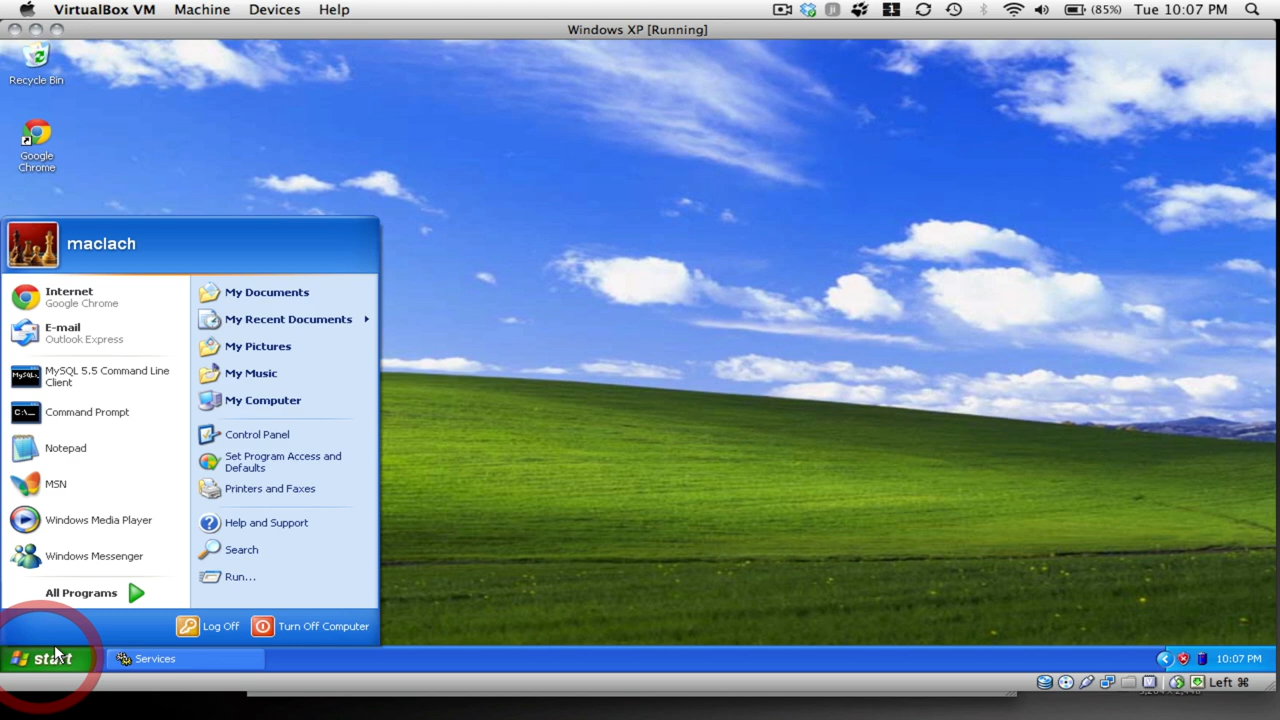 VirtualBox VM Machine Devices Help
1 (85%) Tue 10:07 PM
Windows XP [Running]
Recycle Bin
Google
Chrome
maclach
Internet
Google Chrome
E-mail
Outlook Express
MySQL 5.5 Command Line
Client
Command Prompt
Notepad
MSN
Windows Media Player
Windows Messenger
All Programs
My Documents
My Recent Documents
My Pictures
My Music
My Computer
Control Panel
Set Program Access and
Defaults
Printers and Faxes
Help and Support
Search
Run...
Log Off Turn Off Computer
start Services 10:07 PM
Left ⌘